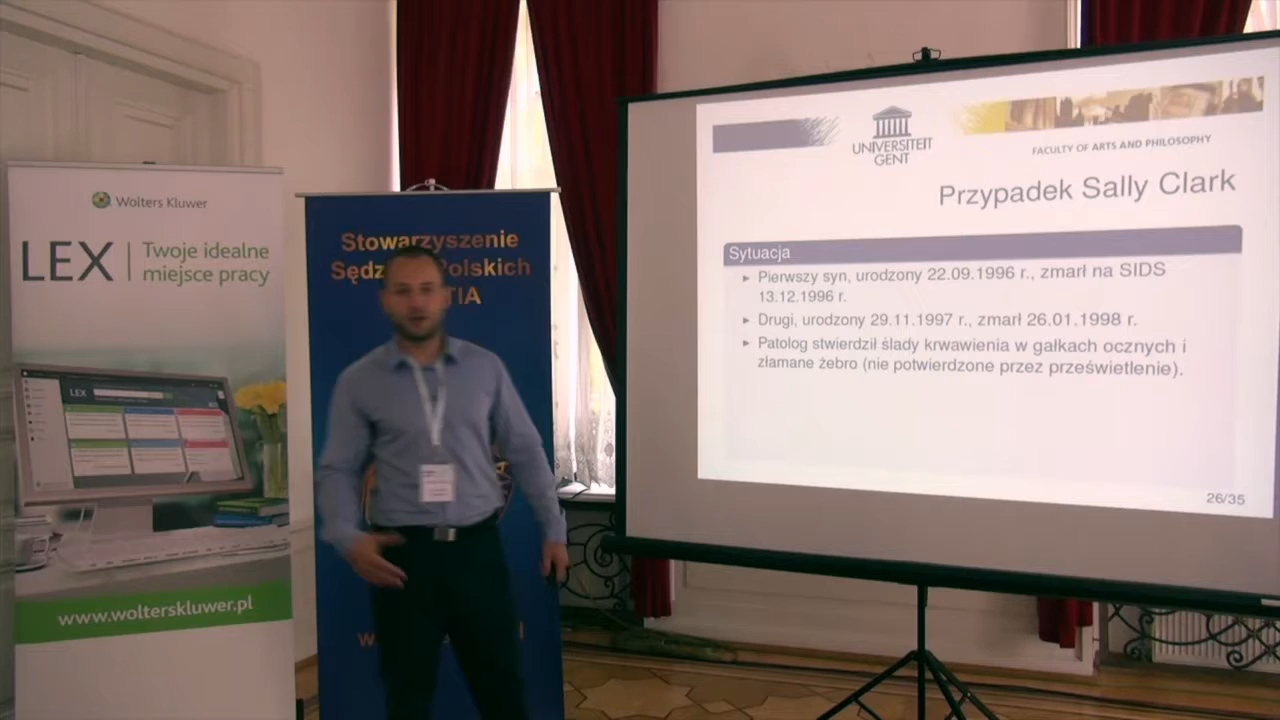 Wolters Kluwer
LEX
Twoje idealne
miejsce pracy
LEX
www.wolterskluwer.pl
Stowarzyszenie
Polskich
TIA
UNIVERSITEIT
GENT
FACULTY OF ARTS AND PHILOSOPHY
Przypadek Sally Clark
Sytuacja
▸ Pierwszy syn, urodzony 22.09.1996 r., zmarł na SIDS
13.12.1996 r.
▸ Drugi, urodzony 29.11.1997 r., zmarł 26.01.1998 r.
▸ Patolog stwierdził ślady krwawienia w gałkach ocznych i
złamane żebro (nie potwierdzone przez prześwietlenie).
26/35